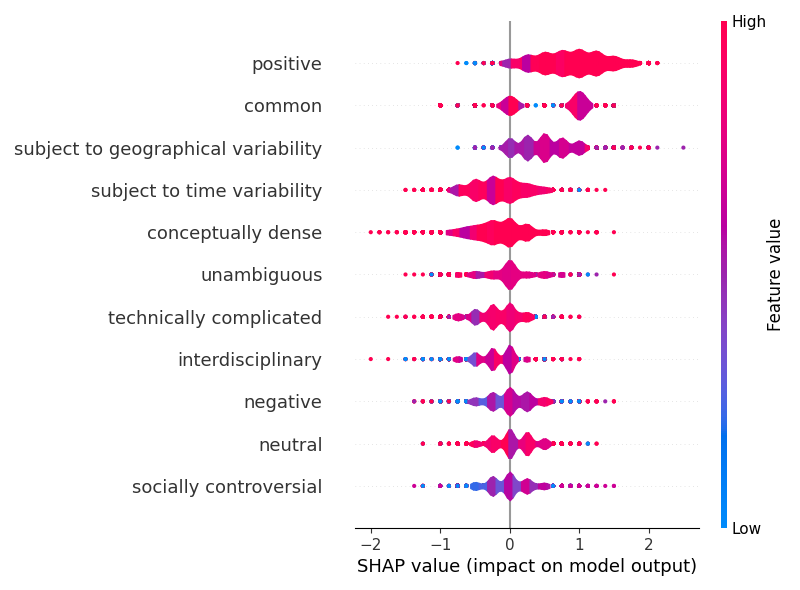 High
positive
common
subject to geographical variability
subject to time variability
conceptually dense
unambiguous
technically complicated
interdisciplinary
negative
neutral
socially controversial
Feature value
Low
−2 −1 0 1 2
SHAP value (impact on model output)